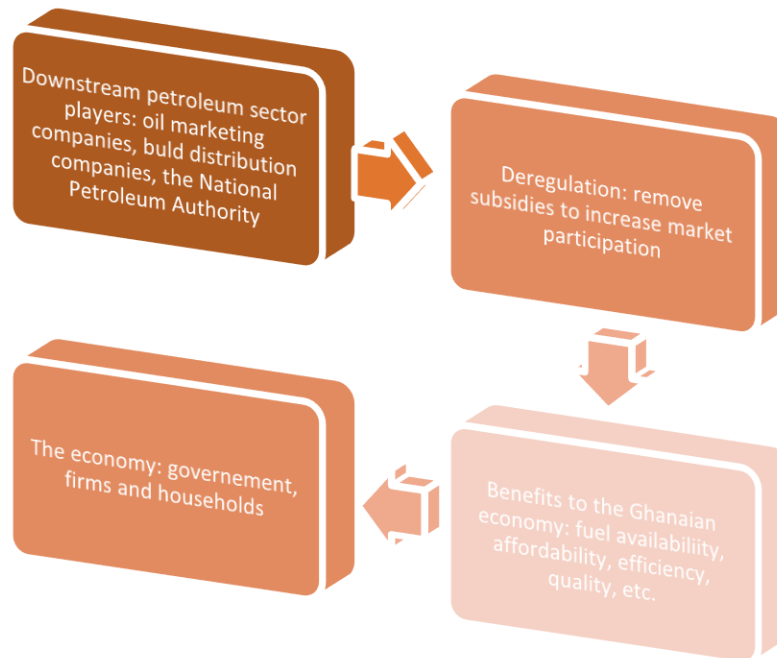 Downstream petroleum sector
players: oil marketing
companies, buld distribution
companies, the National
Petroleum Authority
Deregulation: remove
subsidies to increase market
participation
Benefits to the Ghanaian
economy: fuel availabiliity,
affordability, efficiency,
quality, etc.
The economy: governement,
firms and households